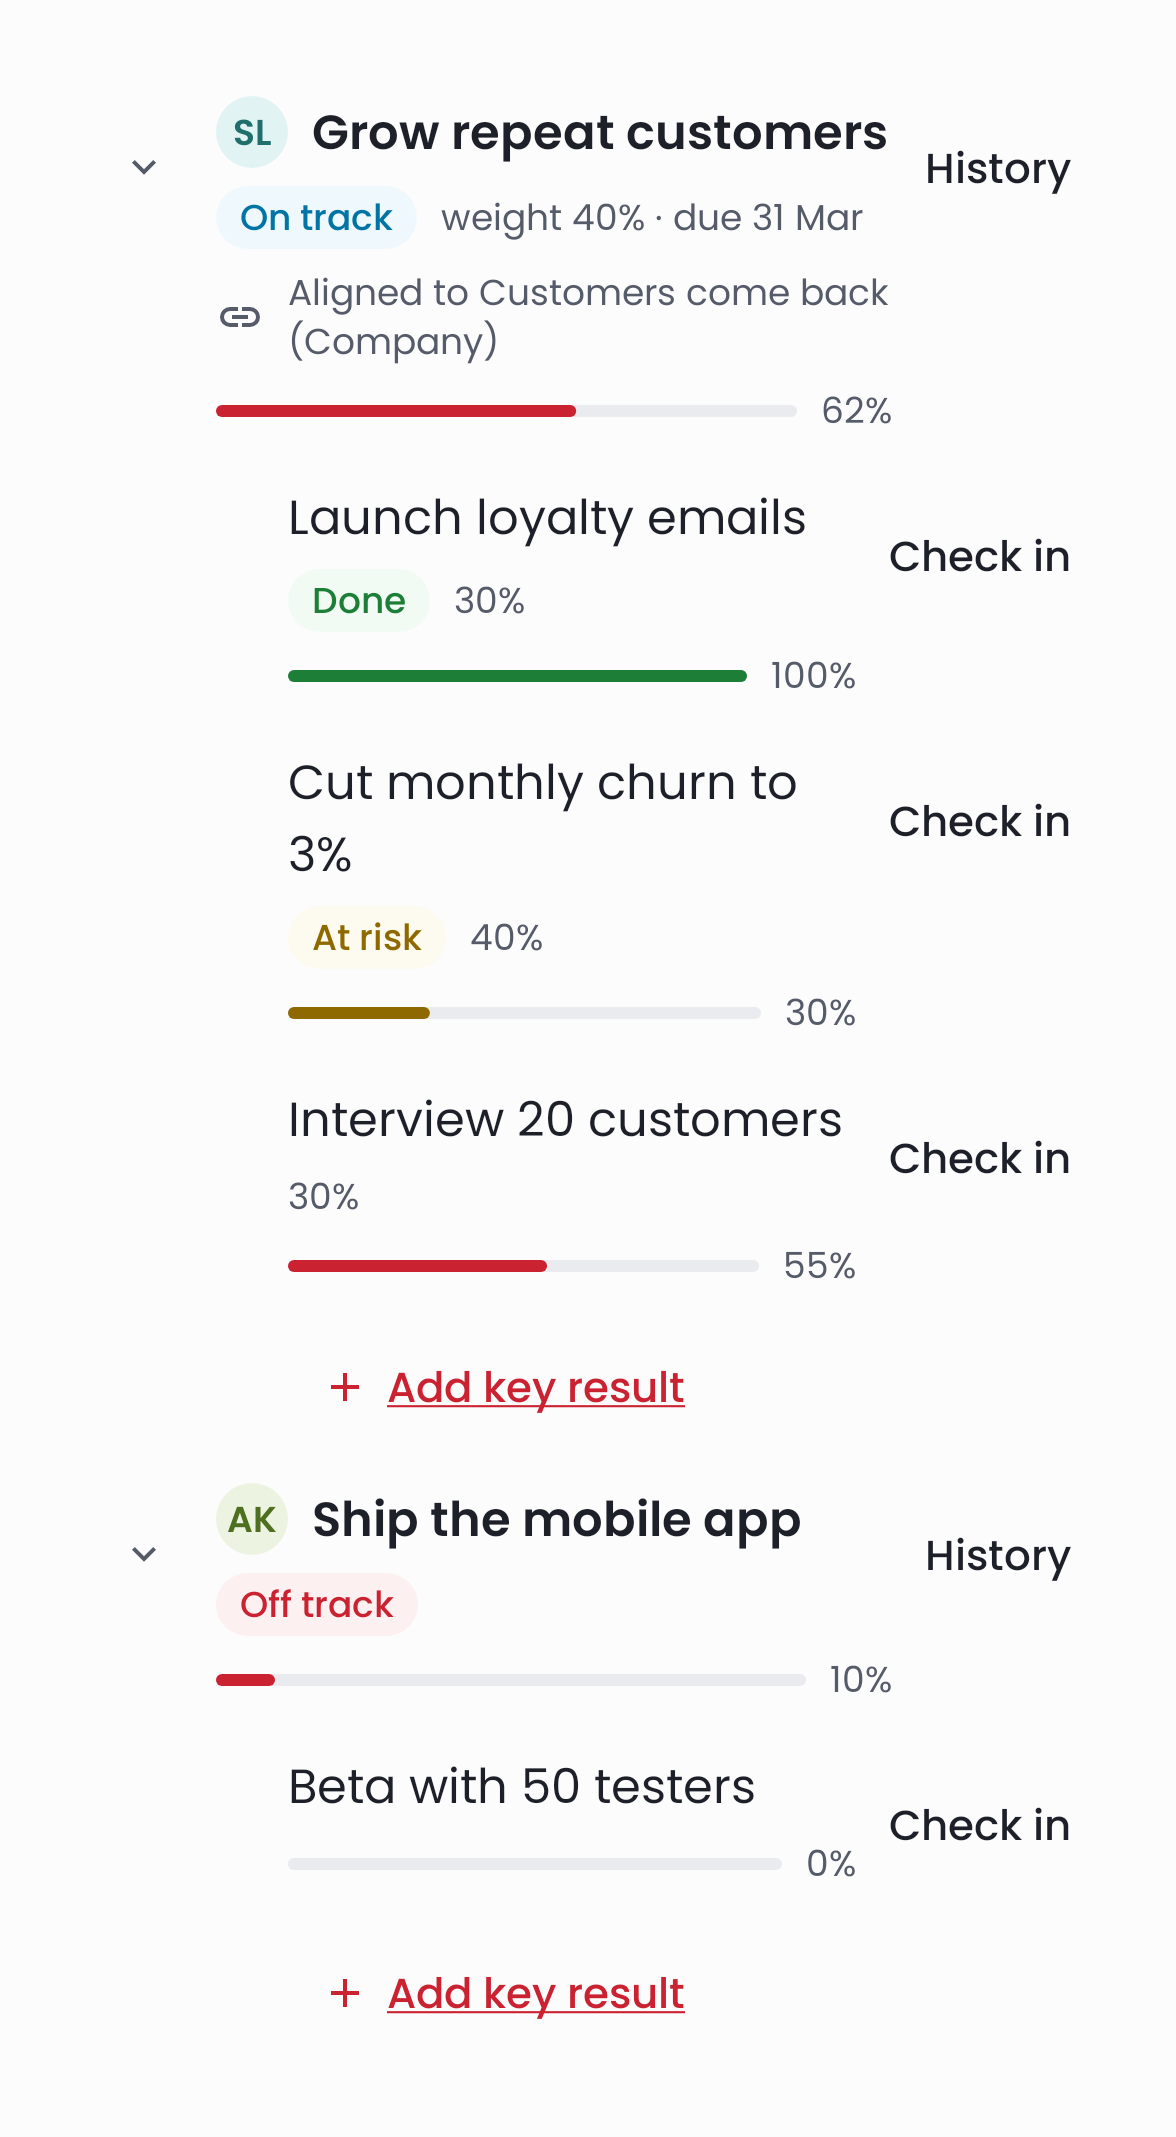 SL Grow repeat customers
History
On track weight 40% · due 31 Mar
Aligned to Customers come back
(Company)
62%
Launch loyalty emails
Check in
Done 30%
100%
Cut monthly churn to
3%
Check in
At risk 40%
30%
Interview 20 customers
Check in
30%
55%
+ Add key result
AK Ship the mobile app
History
Off track
10%
Beta with 50 testers
Check in
0%
+ Add key result